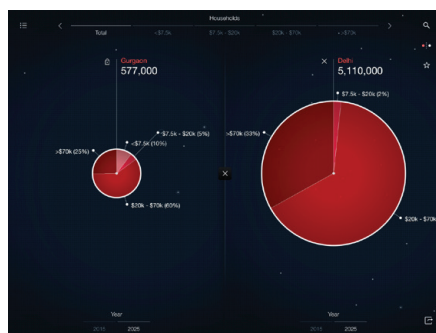 Households
Total <$7.5k $7.5k - $20k $20k - $70k >$70k
Gurgaon
577,000
Delhi
5,110,000
$7.5k - $20k (2%)
$7.5k - $20k (5%)
<$7.5k (10%)
>$70k (25%)
>$70k (33%)
$20k - $70k (60%)
$20k - $70k
Year
2015 2025
Year
2015 2025